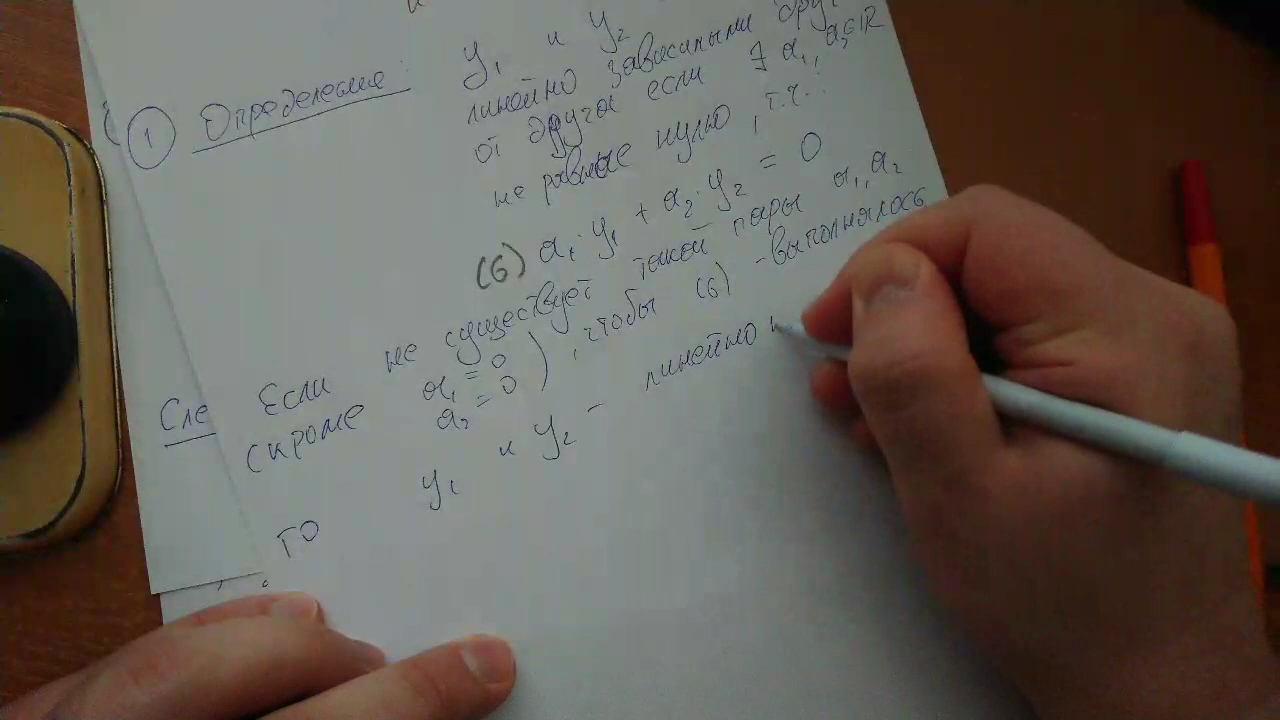 и
① Определение: y₁ и y₂
линейно зависимыми друг
от друга если ∃ α₁, α₂∈ℝ
не равные нулю, т.ч.:
(6) α₁·y₁ + α₂·y₂ = 0
Если не существует такой пары α₁, α₂
(кроме α₁ = 0
α₂ = 0), чтобы (6) - выполнялось
Сле
то y₁ и y₂ - линейно н